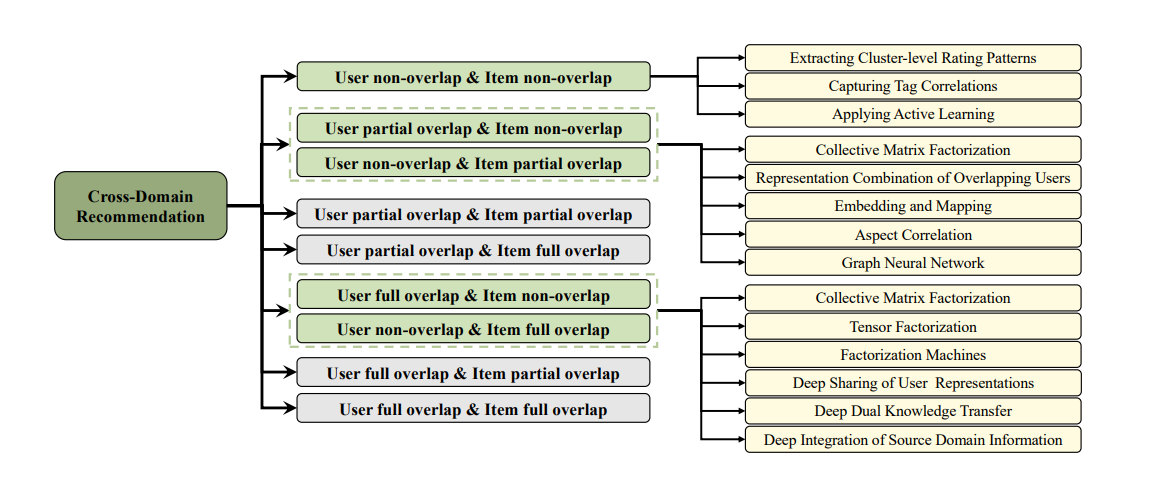 Cross-Domain
Recommendation
User non-overlap & Item non-overlap
User partial overlap & Item non-overlap
User non-overlap & Item partial overlap
User partial overlap & Item partial overlap
User partial overlap & Item full overlap
User full overlap & Item non-overlap
User non-overlap & Item full overlap
User full overlap & Item partial overlap
User full overlap & Item full overlap
Extracting Cluster-level Rating Patterns
Capturing Tag Correlations
Applying Active Learning
Collective Matrix Factorization
Representation Combination of Overlapping Users
Embedding and Mapping
Aspect Correlation
Graph Neural Network
Collective Matrix Factorization
Tensor Factorization
Factorization Machines
Deep Sharing of User Representations
Deep Dual Knowledge Transfer
Deep Integration of Source Domain Information